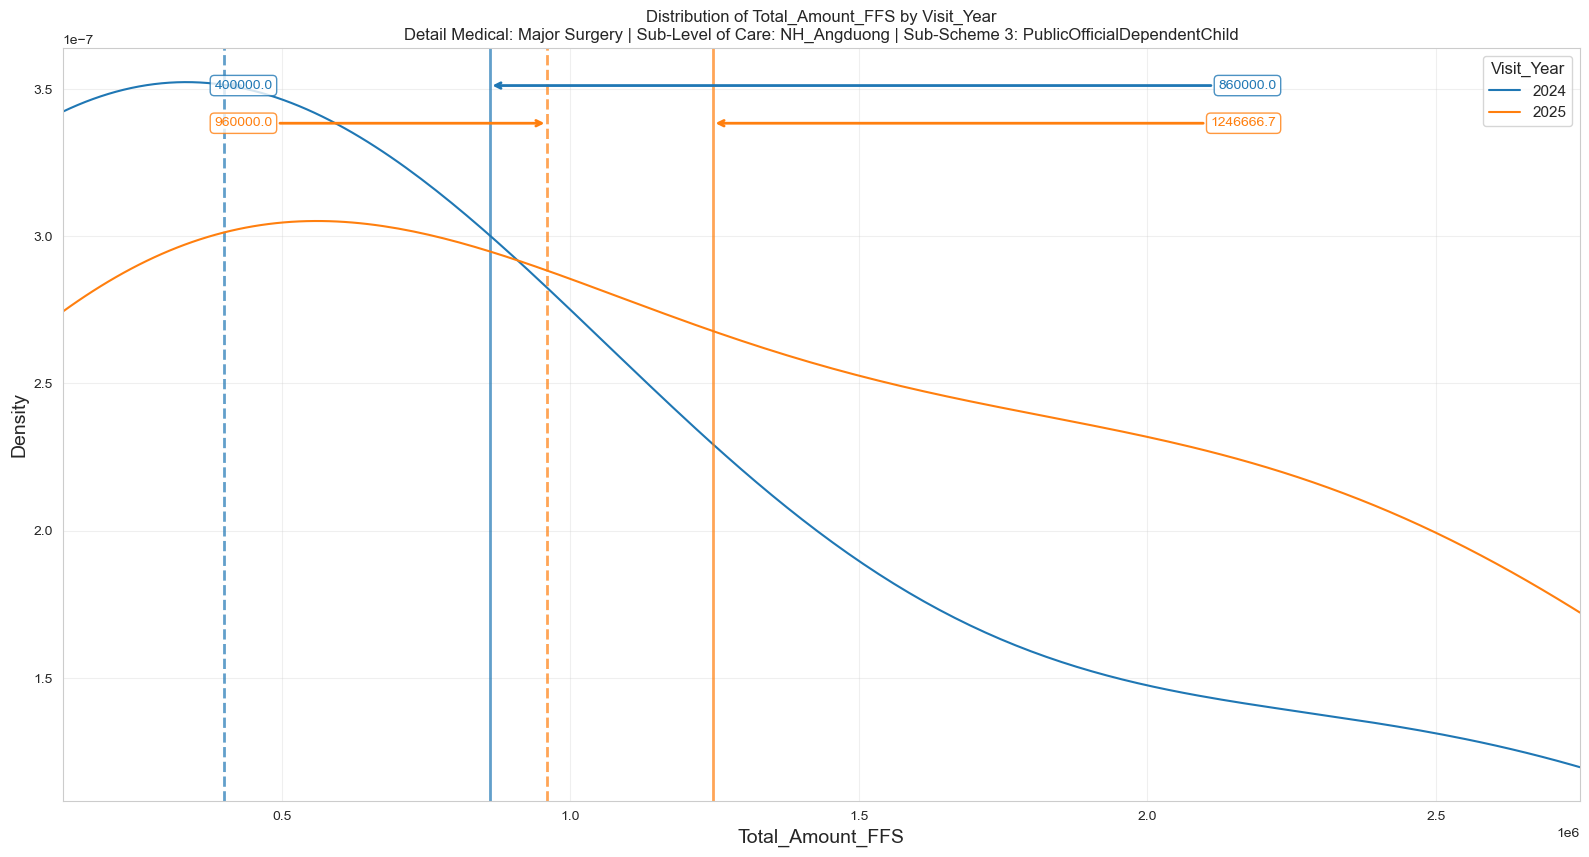 Distribution of Total_Amount_FFS by Visit_Year
Detail Medical: Major Surgery | Sub-Level of Care: NH_Angduong | Sub-Scheme 3: PublicOfficialDependentChild
1e−7
Visit_Year
2024
2025
400000.0
860000.0
960000.0
1246666.7
3.5
3.0
2.5
2.0
1.5
Density
0.5
1.0
1.5
2.0
2.5
1e6
Total_Amount_FFS